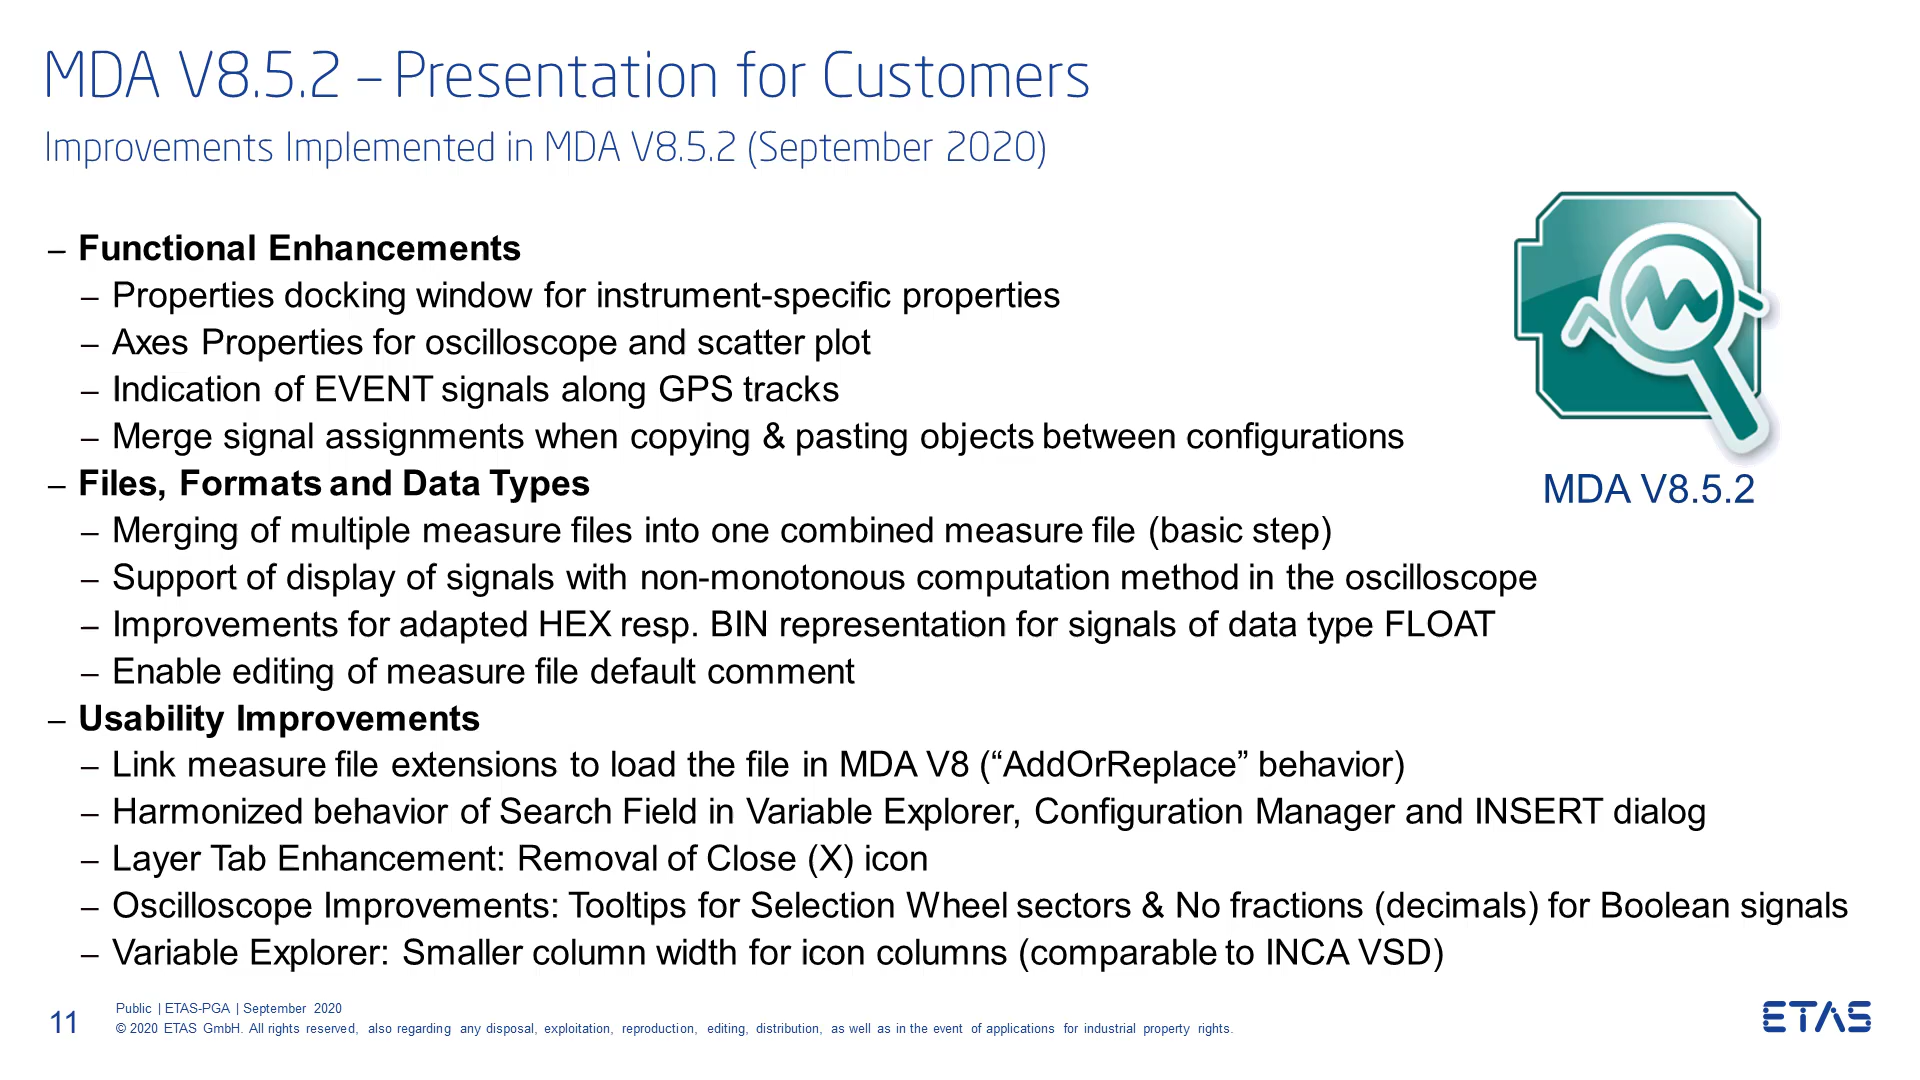 MDA V8.5.2 – Presentation for Customers
Improvements Implemented in MDA V8.5.2 (September 2020)
– Functional Enhancements
– Properties docking window for instrument-specific properties
– Axes Properties for oscilloscope and scatter plot
– Indication of EVENT signals along GPS tracks
– Merge signal assignments when copying & pasting objects between configurations
– Files, Formats and Data Types
MDA V8.5.2
– Merging of multiple measure files into one combined measure file (basic step)
– Support of display of signals with non-monotonous computation method in the oscilloscope
– Improvements for adapted HEX resp. BIN representation for signals of data type FLOAT
– Enable editing of measure file default comment
– Usability Improvements
– Link measure file extensions to load the file in MDA V8 (“AddOrReplace” behavior)
– Harmonized behavior of Search Field in Variable Explorer, Configuration Manager and INSERT dialog
– Layer Tab Enhancement: Removal of Close (X) icon
– Oscilloscope Improvements: Tooltips for Selection Wheel sectors & No fractions (decimals) for Boolean signals
– Variable Explorer: Smaller column width for icon columns (comparable to INCA VSD)
11
Public | ETAS-PGA | September 2020
© 2020 ETAS GmbH. All rights reserved, also regarding any disposal, exploitation, reproduction, editing, distribution, as well as in the event of applications for industrial property rights.
ETAS